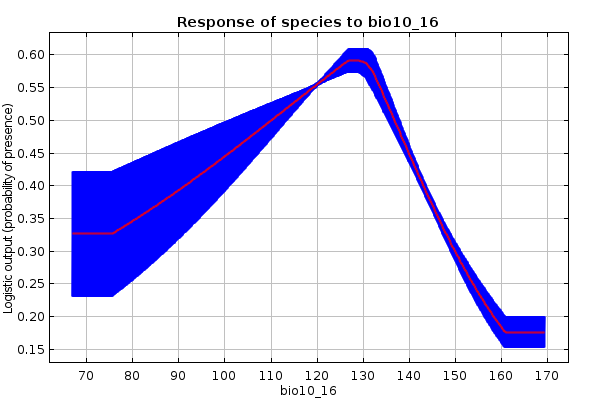 Response of species to bio10_16
Logistic output (probability of presence)
0.60
0.55
0.50
0.45
0.40
0.35
0.30
0.25
0.20
0.15
70 80 90 100 110 120 130 140 150 160 170
bio10_16